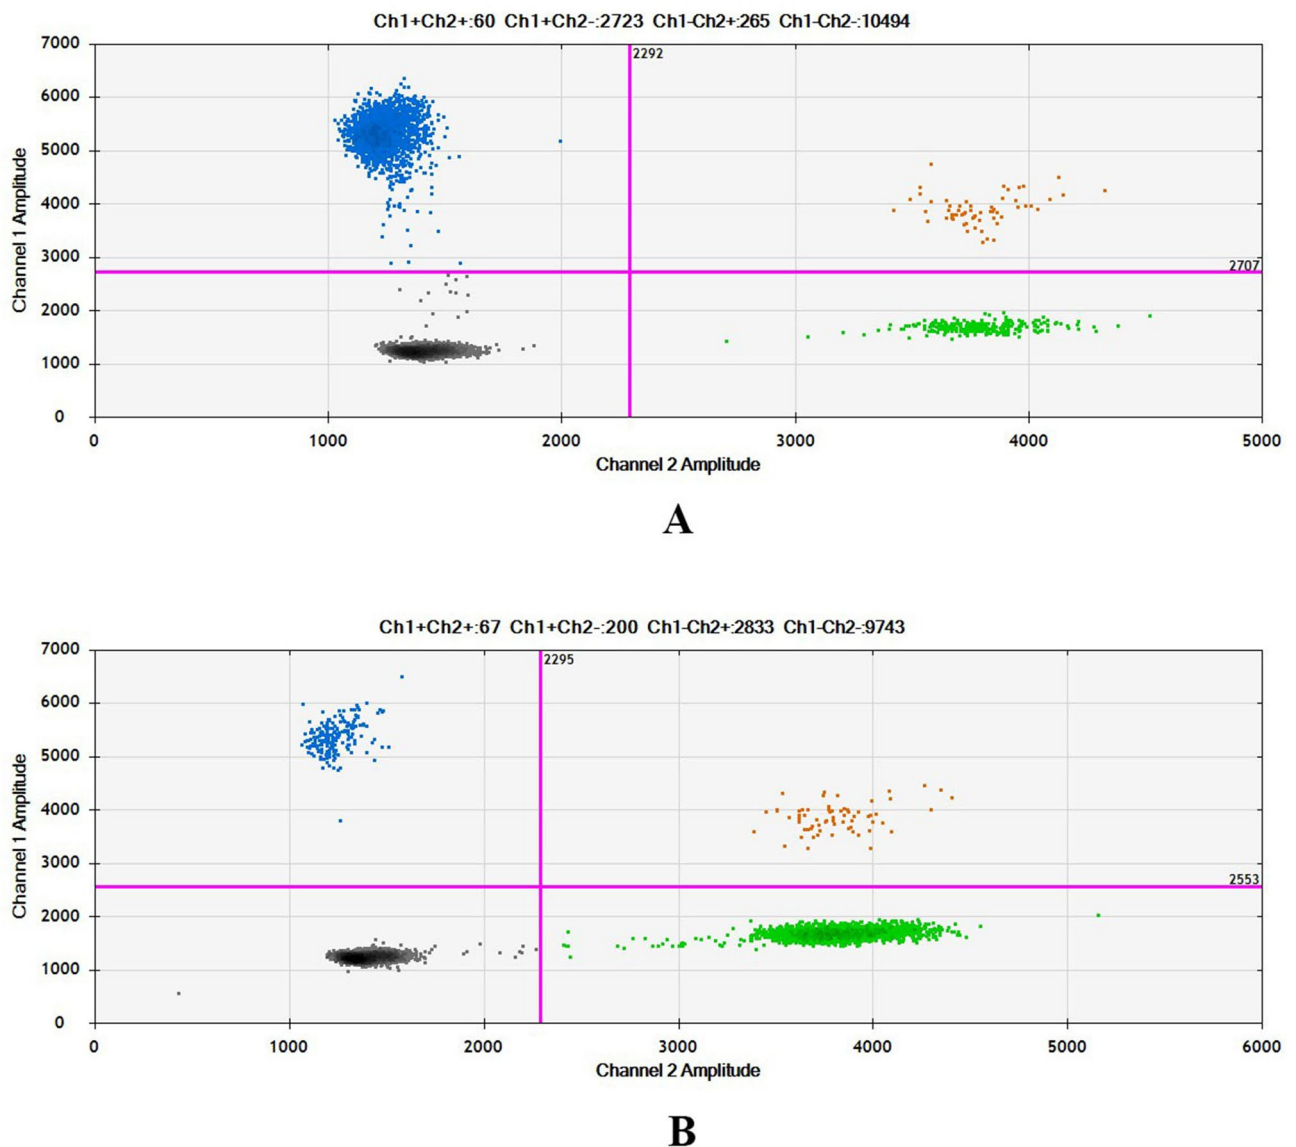 Ch1+Ch2+:60 Ch1+Ch2-:2723 Ch1-Ch2+:265 Ch1-Ch2-:10494
7000
6000
5000
4000
3000
2000
1000
0
Channel 1 Amplitude
2292
2707
0 1000 2000 3000 4000 5000
Channel 2 Amplitude
A
Ch1+Ch2+:67 Ch1+Ch2-:200 Ch1-Ch2+:2833 Ch1-Ch2-:9743
7000
6000
5000
4000
3000
2000
1000
0
Channel 1 Amplitude
2295
2553
0 1000 2000 3000 4000 5000 6000
Channel 2 Amplitude
B